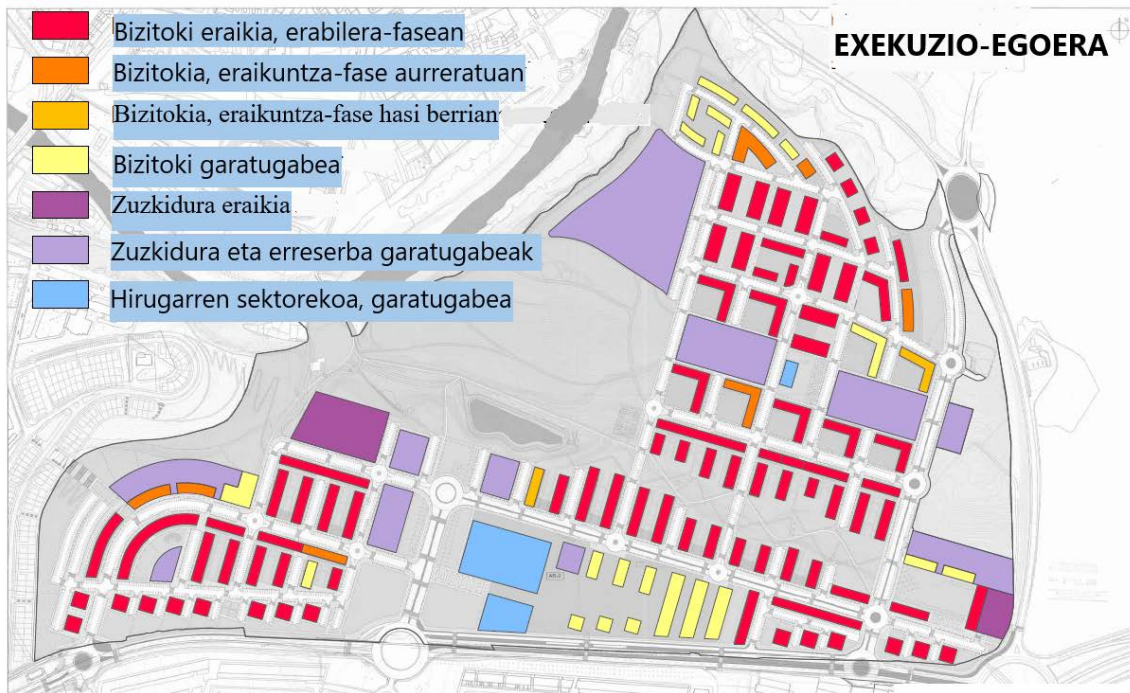 Bizitoki eraikia, erabilera-fasean
EXEKUZIO-EGOERA
Bizitokia, eraikuntza-fase aurreratuan
Bizitokia, eraikuntza-fase hasi berrian
Bizitoki garatugabea
Zuzkidura eraikia
Zuzkidura eta erreserba garatugabeak
Hirugarren sektorekoa, garatugabea